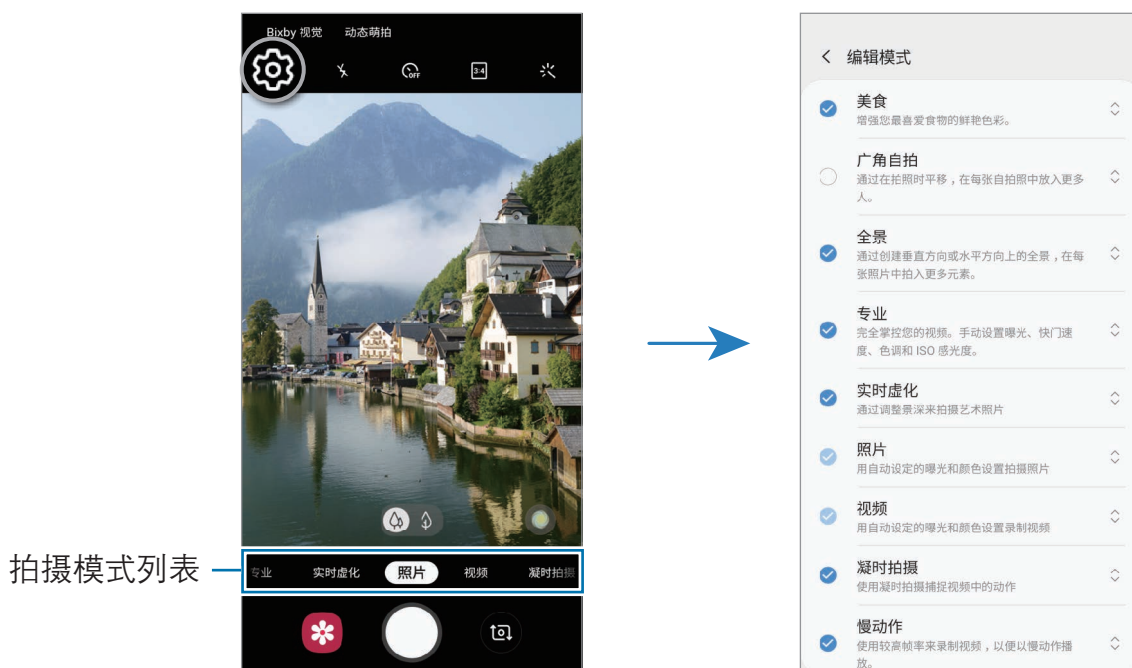 Bixby 视觉 动态萌拍
OFF 3:4
拍摄模式列表
专业 实时虚化 照片 视频 凝时拍摄
编辑模式
美食
增强您最喜爱食物的鲜艳色彩。
广角自拍
通过在拍照时平移，在每张自拍照中放入更多
人。
全景
通过创建垂直方向或水平方向上的全景，在每
张照片中拍入更多元素。
专业
完全掌控您的视频。手动设置曝光、快门速
度、色调和 ISO 感光度。
实时虚化
通过调整景深来拍摄艺术照片
照片
用自动设定的曝光和颜色设置拍摄照片
视频
用自动设定的曝光和颜色设置录制视频
凝时拍摄
使用凝时拍摄捕捉视频中的动作
慢动作
使用较高帧率来录制视频，以便以慢动作播
放。